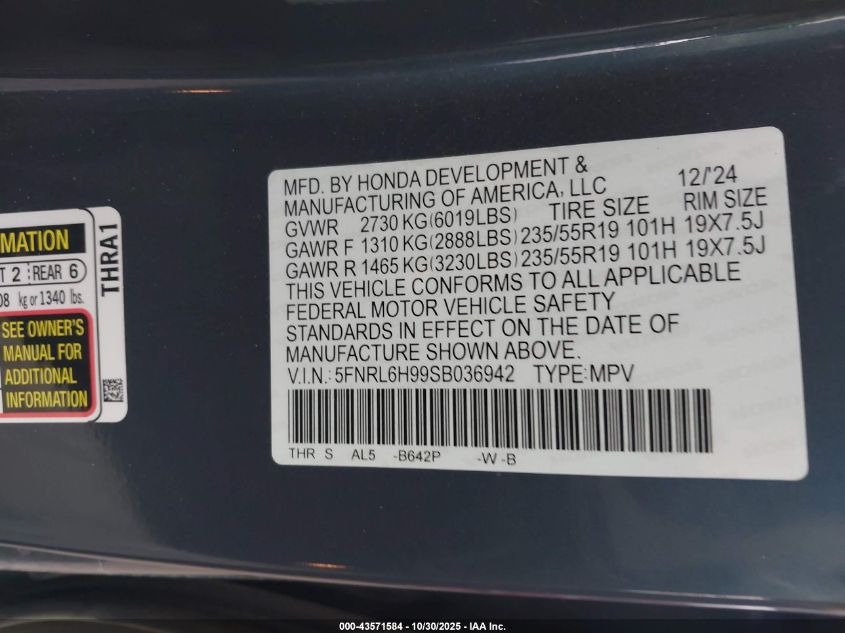 MATION
T 2 REAR 6
08 kg or 1340 lbs.
SEE OWNER'S
MANUAL FOR
ADDITIONAL
INFORMATION
THRA1
MFD. BY HONDA DEVELOPMENT &
MANUFACTURING OF AMERICA, LLC 12/'24
GVWR 2730 KG(6019LBS) TIRE SIZE RIM SIZE
GAWR F 1310 KG(2888LBS) 235/55R19 101H 19X7.5J
GAWR R 1465 KG(3230LBS) 235/55R19 101H 19X7.5J
THIS VEHICLE CONFORMS TO ALL APPLICABLE
FEDERAL MOTOR VEHICLE SAFETY
STANDARDS IN EFFECT ON THE DATE OF
MANUFACTURE SHOWN ABOVE.
V.I.N.: 5FNRL6H99SB036942 TYPE:MPV
THR S AL5 -B642P -W -B
000-43571584 - 10/30/2025 - IAA Inc.